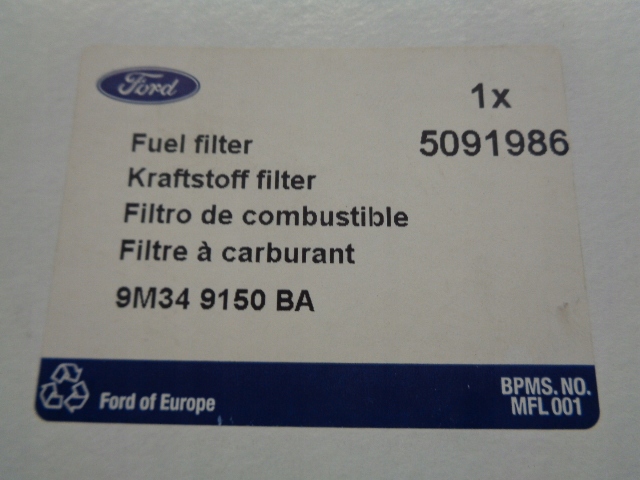 Ford
1x
Fuel filter 5091986
Kraftstoff filter
Filtro de combustible
Filtre à carburant
9M34 9150 BA
Ford of Europe
BPMS. NO.
MFL 001